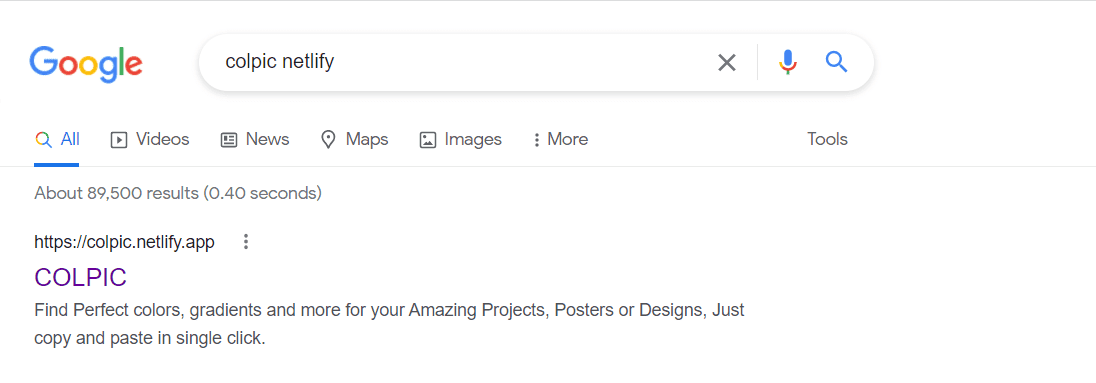 Google
colpic netlify
All Videos News Maps Images More Tools
About 89,500 results (0.40 seconds)
https://colpic.netlify.app
COLPIC
Find Perfect colors, gradients and more for your Amazing Projects, Posters or Designs, Just
copy and paste in single click.